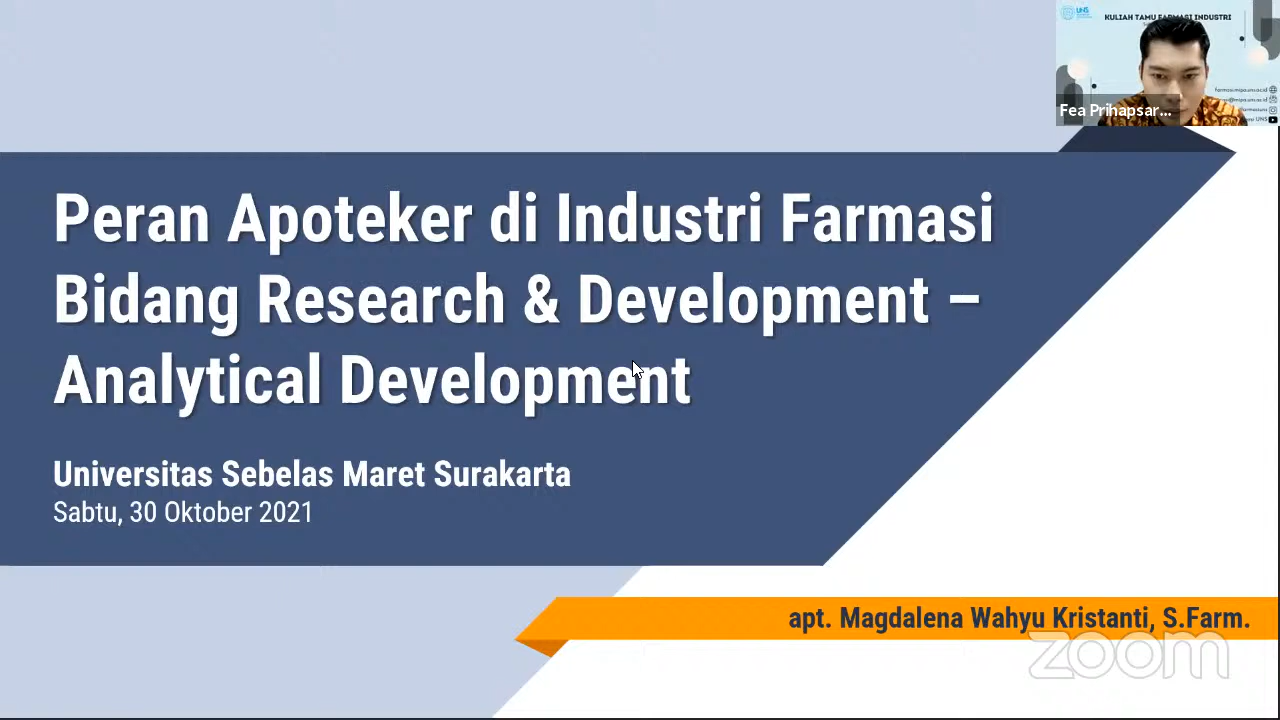 UNS
KULIAH TAMU FARMASI INDUSTRI
Fea Prihapsar...
Peran Apoteker di Industri Farmasi
Bidang Research & Development –
Analytical Development
Universitas Sebelas Maret Surakarta
Sabtu, 30 Oktober 2021
apt. Magdalena Wahyu Kristanti, S.Farm.
zoom